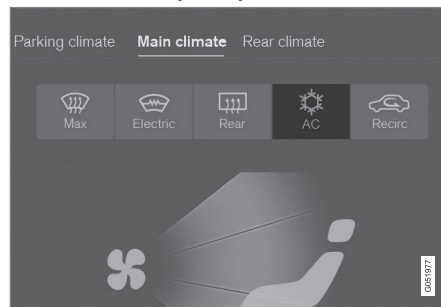 Parking climate Main climate Rear climate
Max Electric Rear AC Recirc
G051977